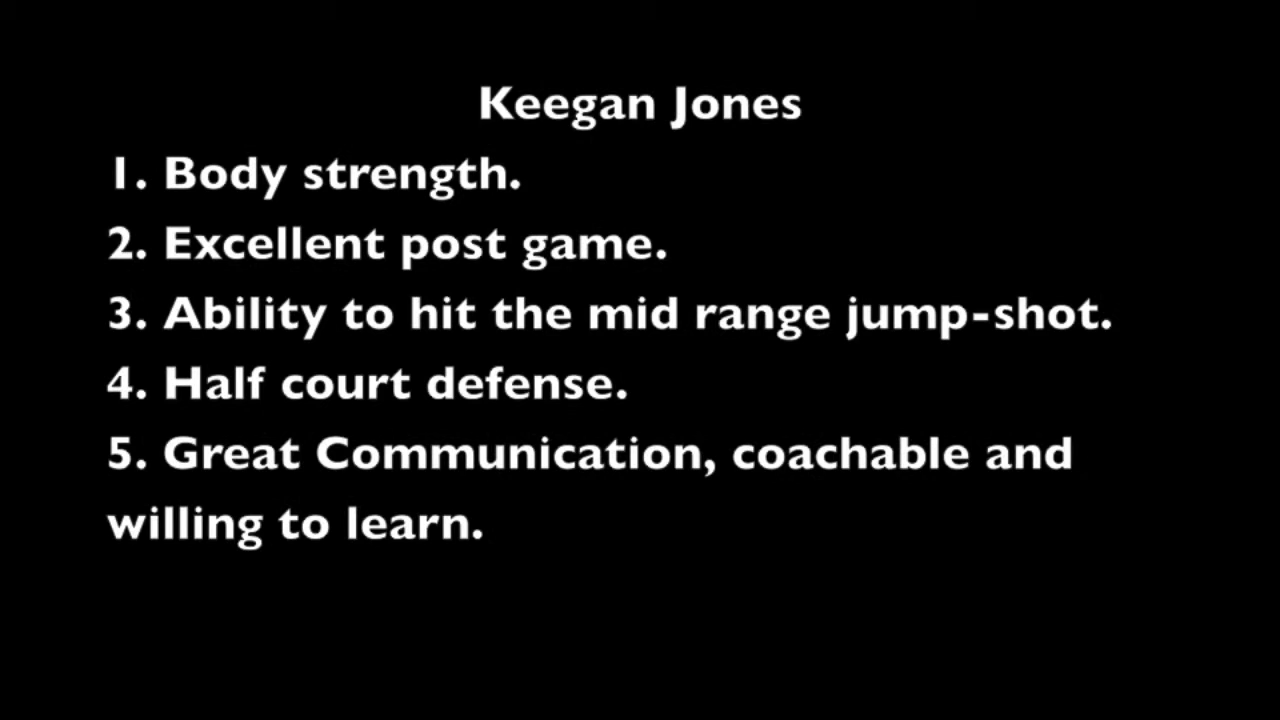 Keegan Jones
1. Body strength.
2. Excellent post game.
3. Ability to hit the mid range jump-shot.
4. Half court defense.
5. Great Communication, coachable and
willing to learn.